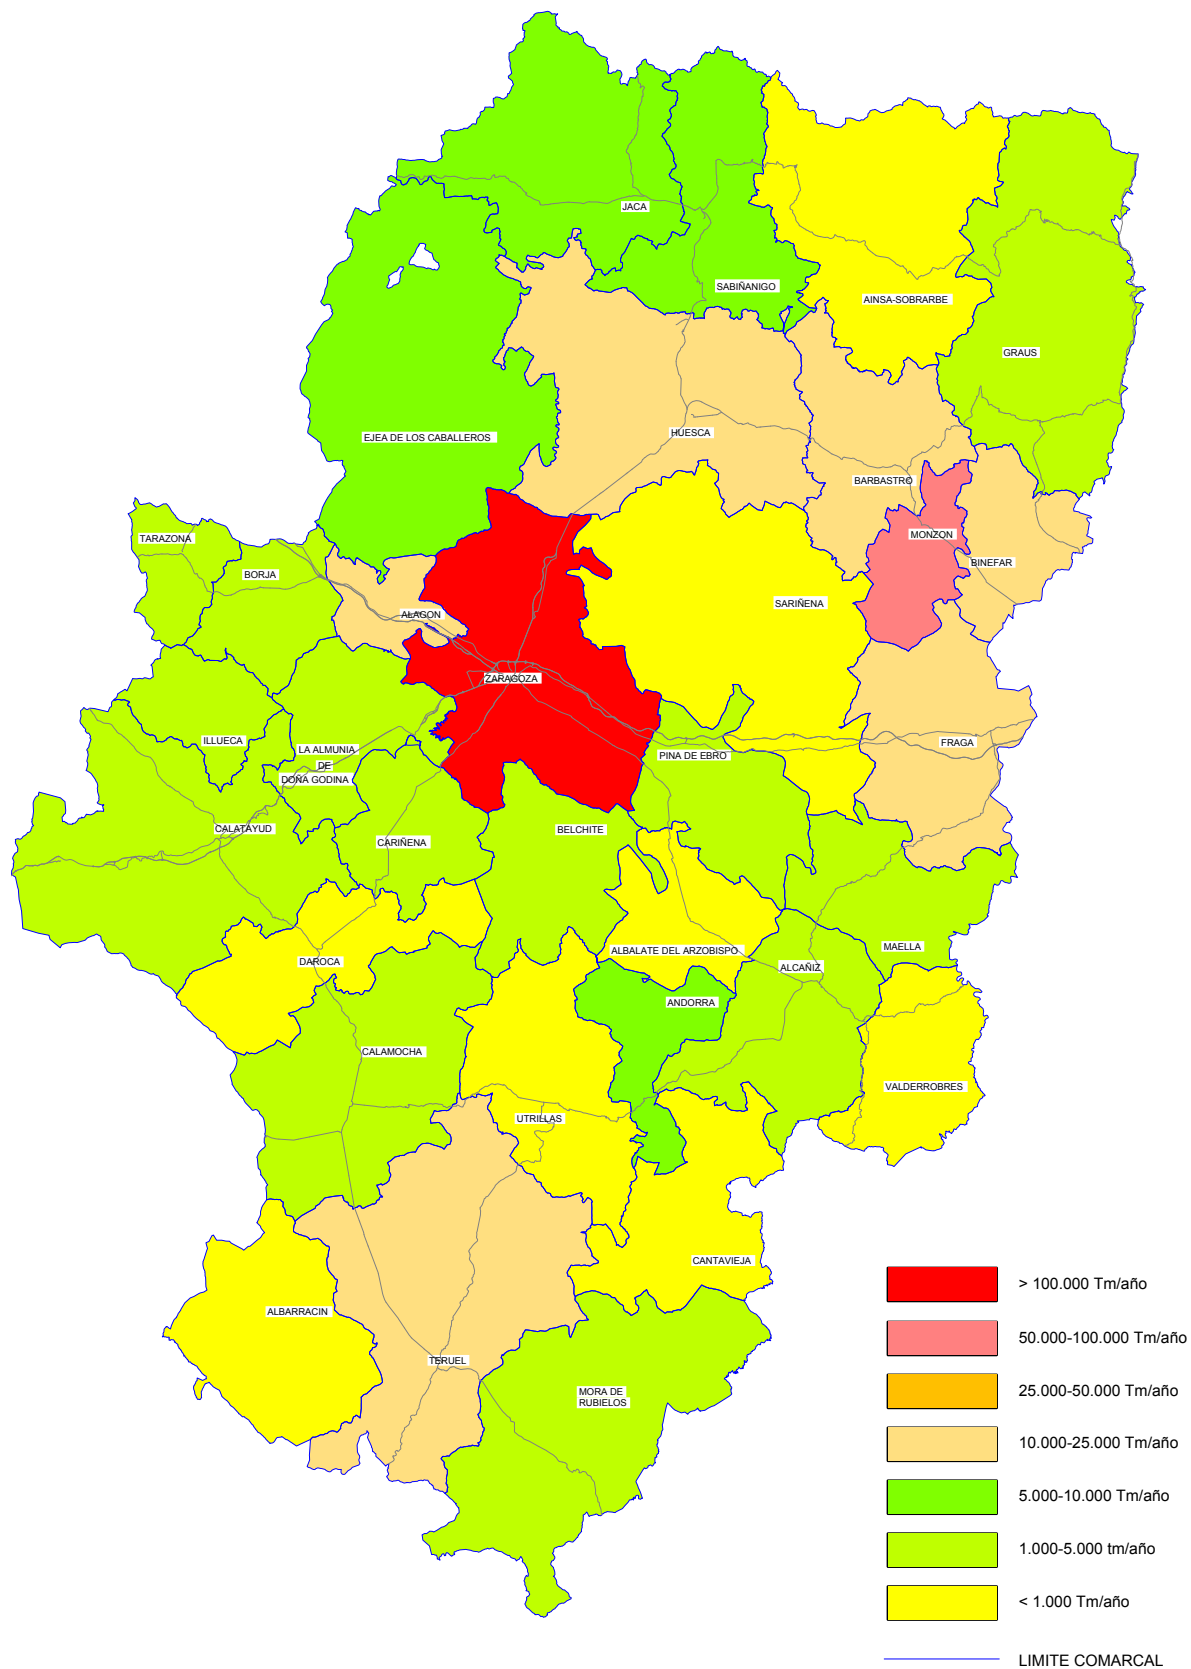 JACA
SABIÑANIGO
AINSA-SOBRARBE
GRAUS
EJEA DE LOS CABALLEROS
HUESCA
BARBASTRO
MONZON
BINEFAR
TARAZONA
BORJA
ALAGON
SARIÑENA
ZARAGOZA
ILLUECA
LA ALMUNIA
DE
DOÑA GODINA
PINA DE EBRO
FRAGA
CALATAYUD
CARIÑENA
BELCHITE
DAROCA
ALBALATE DEL ARZOBISPO
ALCAÑIZ
MAELLA
ANDORRA
CALAMOCHA
VALDERROBRES
UTRILLAS
CANTAVIEJA
ALBARRACIN
TERUEL
MORA DE
RUBIELOS
> 100.000 Tm/año
50.000-100.000 Tm/año
25.000-50.000 Tm/año
10.000-25.000 Tm/año
5.000-10.000 Tm/año
1.000-5.000 tm/año
< 1.000 Tm/año
LIMITE COMARCAL